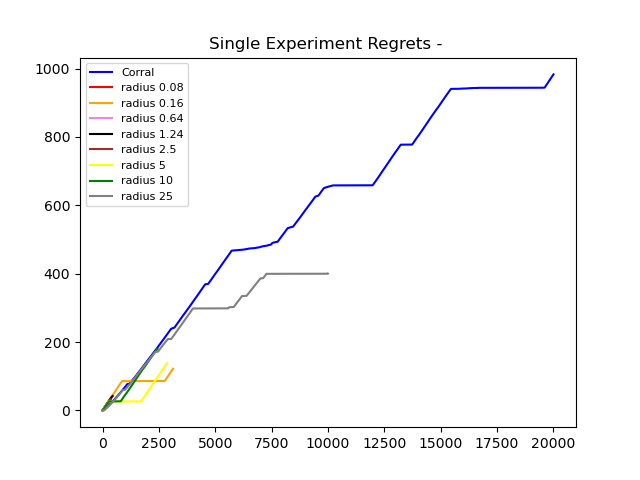 Single Experiment Regrets -
1000
800
600
400
200
0
Corral
radius 0.08
radius 0.16
radius 0.64
radius 1.24
radius 2.5
radius 5
radius 10
radius 25
0 2500 5000 7500 10000 12500 15000 17500 20000